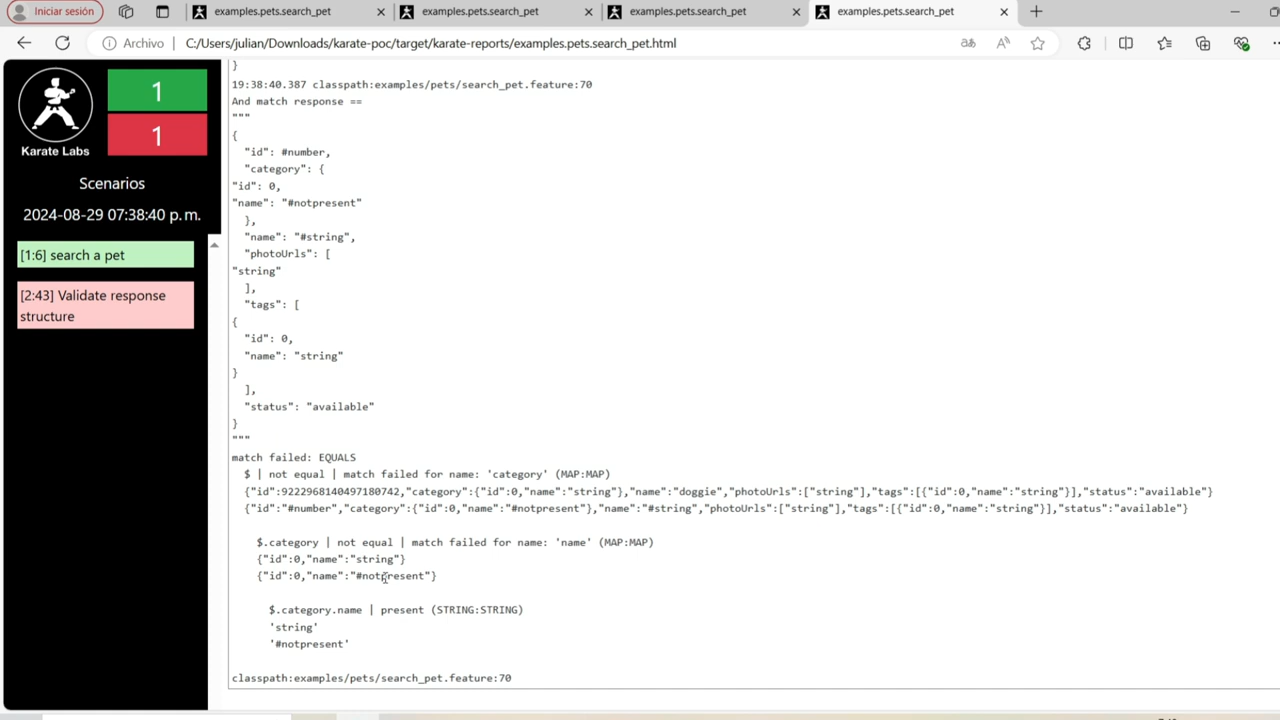 Iniciar sesión
examples.pets.search_pet
examples.pets.search_pet
examples.pets.search_pet
examples.pets.search_pet
Archivo
C:/Users/julian/Downloads/karate-poc/target/karate-reports/examples.pets.search_pet.html
Karate Labs
1
1
Scenarios
2024-08-29 07:38:40 p. m.
[1:6] search a pet
[2:43] Validate response
structure
}
19:38:40.387 classpath:examples/pets/search_pet.feature:70
And match response ==
"""
{
"id": #number,
"category": {
"id": 0,
"name": "#notpresent"
},
"name": "#string",
"photoUrls": [
"string"
],
"tags": [
{
"id": 0,
"name": "string"
}
],
"status": "available"
}
"""
match failed: EQUALS
$ | not equal | match failed for name: 'category' (MAP:MAP)
{"id":9222968140497180742,"category":{"id":0,"name":"string"},"name":"doggie","photoUrls":["string"],"tags":[{"id":0,"name":"string"}],"status":"available"}
{"id":"#number","category":{"id":0,"name":"#notpresent"},"name":"#string","photoUrls":["string"],"tags":[{"id":0,"name":"string"}],"status":"available"}
$.category | not equal | match failed for name: 'name' (MAP:MAP)
{"id":0,"name":"string"}
{"id":0,"name":"#notpresent"}
$.category.name | present (STRING:STRING)
'string'
'#notpresent'
classpath:examples/pets/search_pet.feature:70